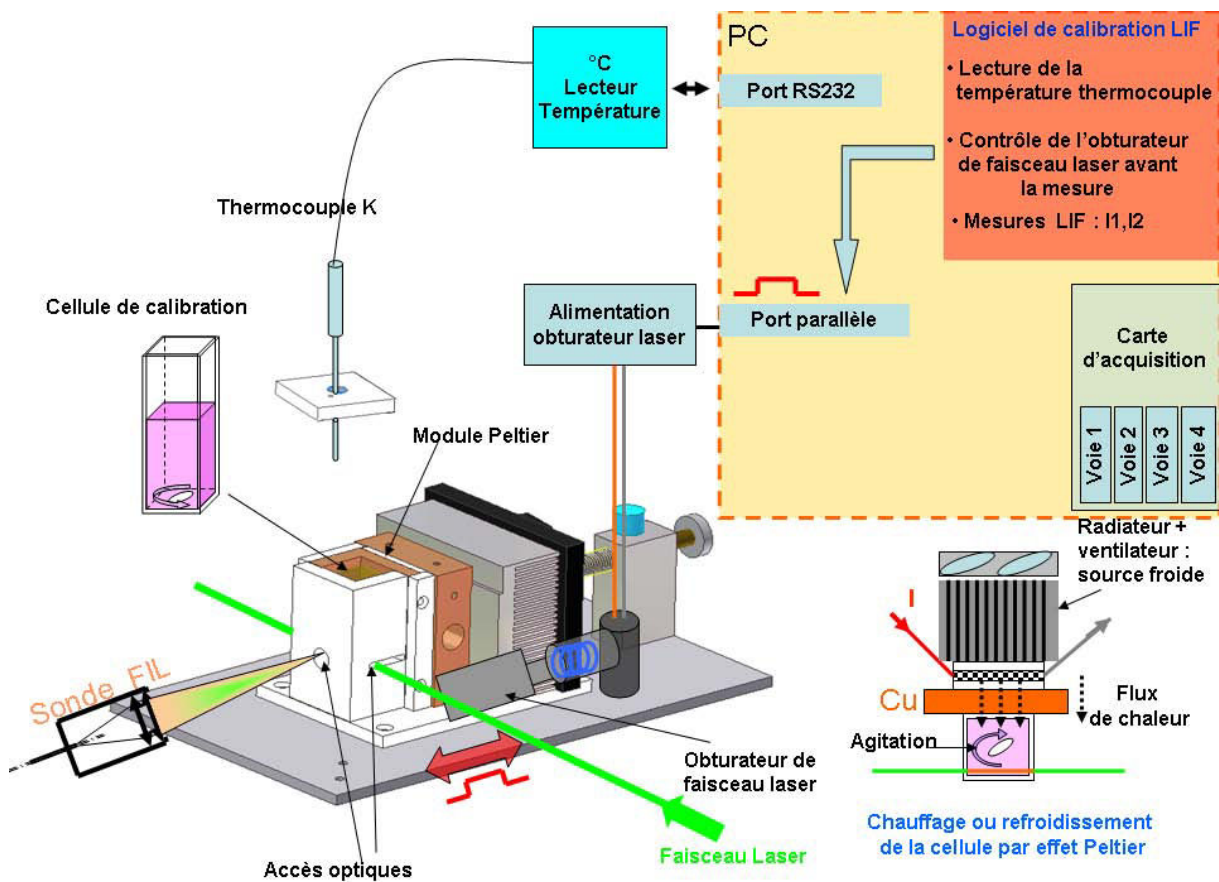 PC
Logiciel de calibration LIF
• Lecture de la
température thermocouple
• Contrôle de l'obturateur
de faisceau laser avant
la mesure
• Mesures LIF : I1,I2
°C
Lecteur
Température
Port RS232
Thermocouple K
Cellule de calibration
Alimentation
obturateur laser
Port parallèle
Carte
d'acquisition
Voie 1
Voie 2
Voie 3
Voie 4
Module Peltier
Radiateur +
ventilateur :
source froide
I
Cu
Flux
de chaleur
Agitation
Sonde FIL
Obturateur de
faisceau laser
Faisceau Laser
Accès optiques
Chauffage ou refroidissement
de la cellule par effet Peltier